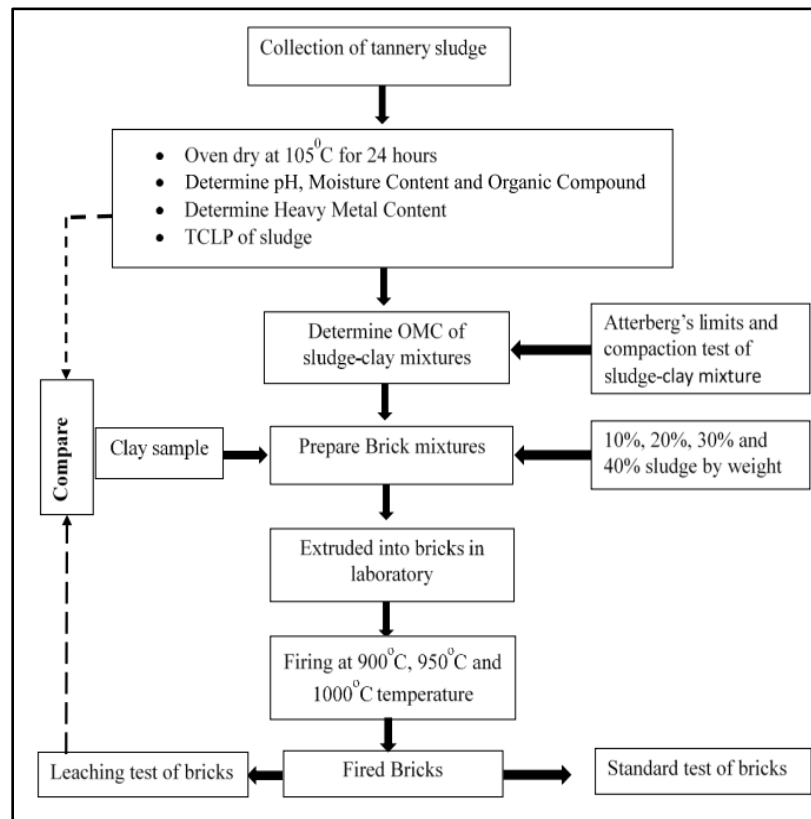 Collection of tannery sludge
• Oven dry at 105⁰C for 24 hours
• Determine pH, Moisture Content and Organic Compound
• Determine Heavy Metal Content
• TCLP of sludge
Determine OMC of
sludge-clay mixtures
Atterberg’s limits and
compaction test of
sludge-clay mixture
Compare
Clay sample
Prepare Brick mixtures
10%, 20%, 30% and
40% sludge by weight
Extruded into bricks in
laboratory
Firing at 900°C, 950°C and
1000°C temperature
Leaching test of bricks
Fired Bricks
Standard test of bricks